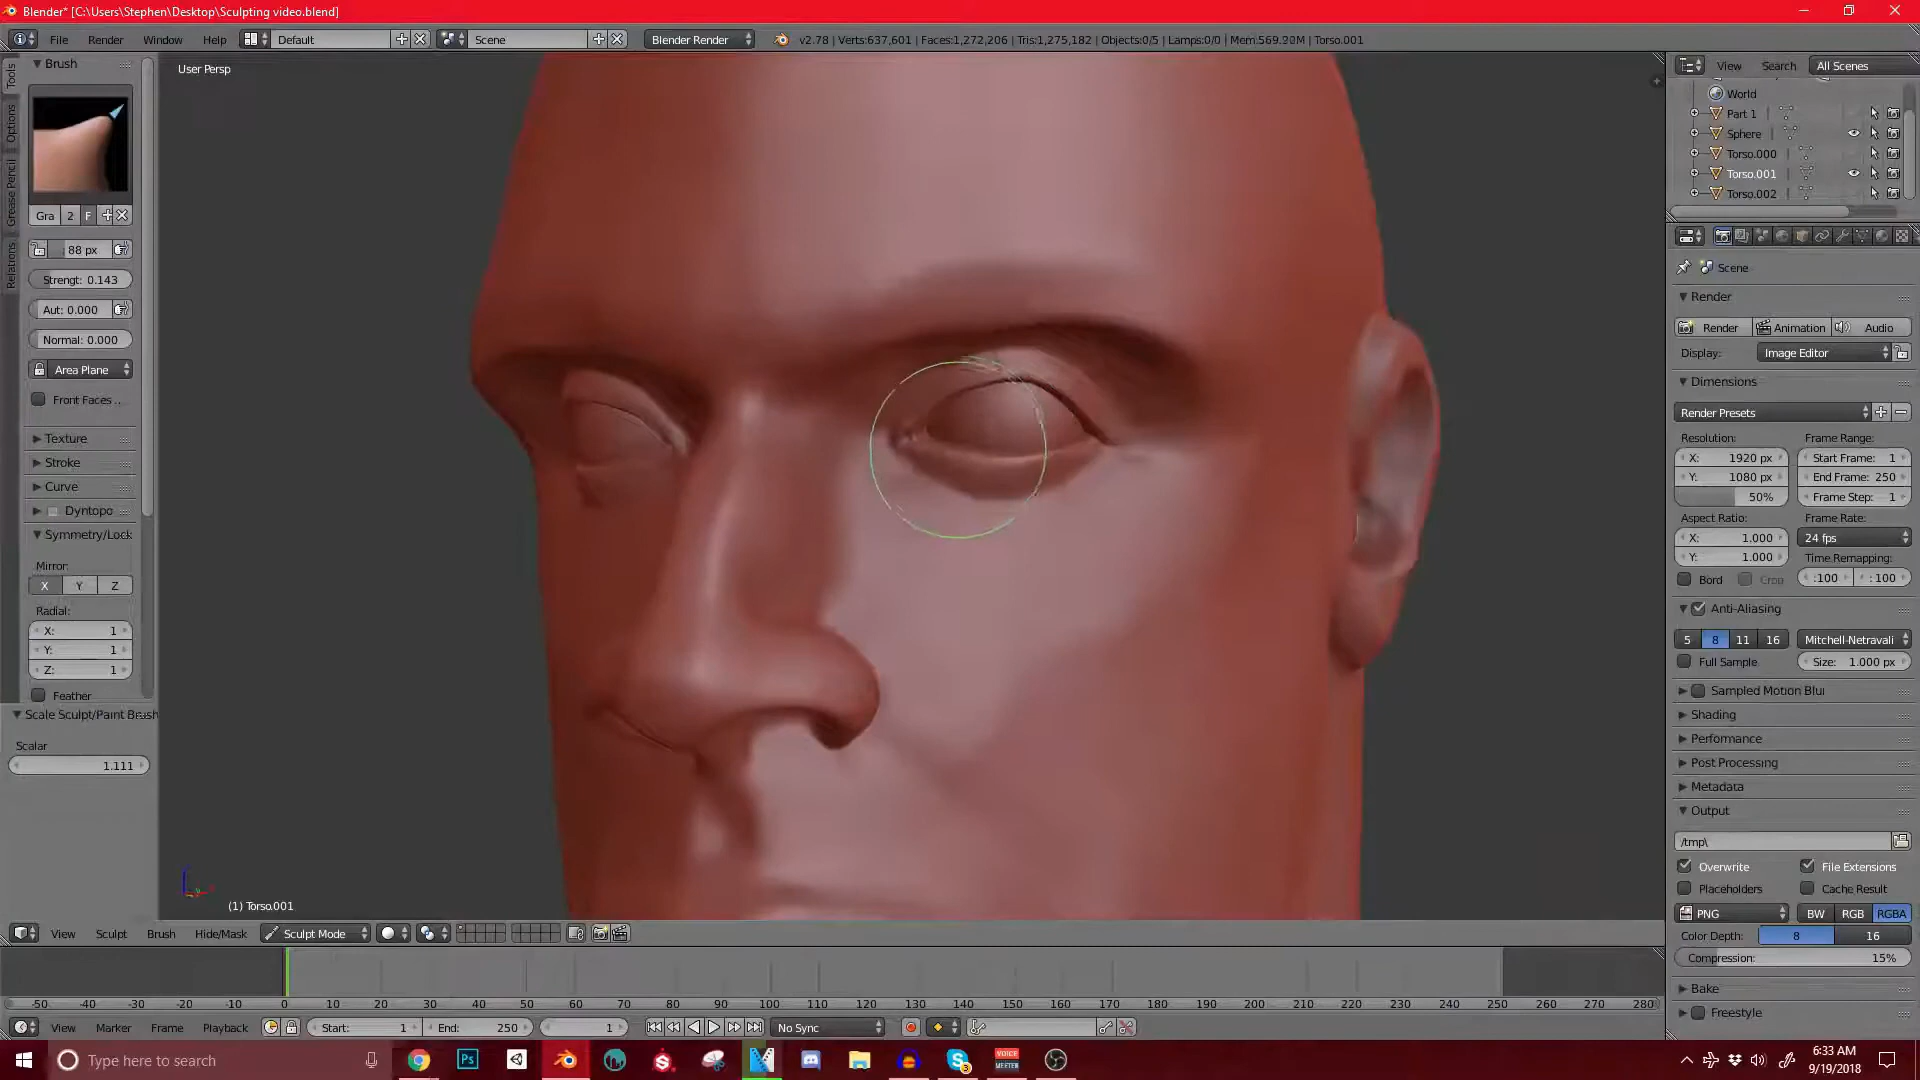 Blender* [C:\Users\Stephen\Desktop\Sculpting video.blend]
File Render Window Help Default Scene Blender Render v2.78 | Verts:637,601 | Faces:1,272,206 | Tris:1,275,182 | Objects:0/5 | Lamps:0/0 | Mem:569.90M | Torso.001
Tools
Options
Grease Pencil
Relations
Brush
Gra 2 F
88 px
Strengt: 0.143
Aut: 0.000
Normal: 0.000
Area Plane
Front Faces ..
Texture
Stroke
Curve
Dyntopo
Symmetry/Lock
Mirror:
X Y Z
Radial:
X: 1
Y: 1
Z: 1
Feather
Scale Sculpt/Paint Brush
Scalar
1.111
User Persp
(1) Torso.001
View Sculpt Brush Hide/Mask Sculpt Mode
View Search All Scenes
World
Part 1
Sphere
Torso.000
Torso.001
Torso.002
Scene
Render
Render Animation Audio
Display: Image Editor
Dimensions
Render Presets
Resolution: Frame Range:
X: 1920 px Start Frame: 1
Y: 1080 px End Frame: 250
50% Frame Step: 1
Aspect Ratio: Frame Rate:
X: 1.000 24 fps
Y: 1.000 Time Remapping:
Bord Crop :100 :100
Anti-Aliasing
5 8 11 16 Mitchell-Netravali
Full Sample Size: 1.000 px
Sampled Motion Blur
Shading
Performance
Post Processing
Metadata
Output
/tmp\
Overwrite File Extensions
Placeholders Cache Result
PNG BW RGB RGBA
Color Depth: 8 16
Compression: 15%
Bake
Freestyle
-50 -40 -30 -20 -10 0 10 20 30 40 50 60 70 80 90 100 110 120 130 140 150 160 170 180 190 200 210 220 230 240 250 260 270 280
View Marker Frame Playback Start: 1 End: 250 1 No Sync
Type here to search
Ps
VOICE MEETER
3
6:33 AM
9/19/2018